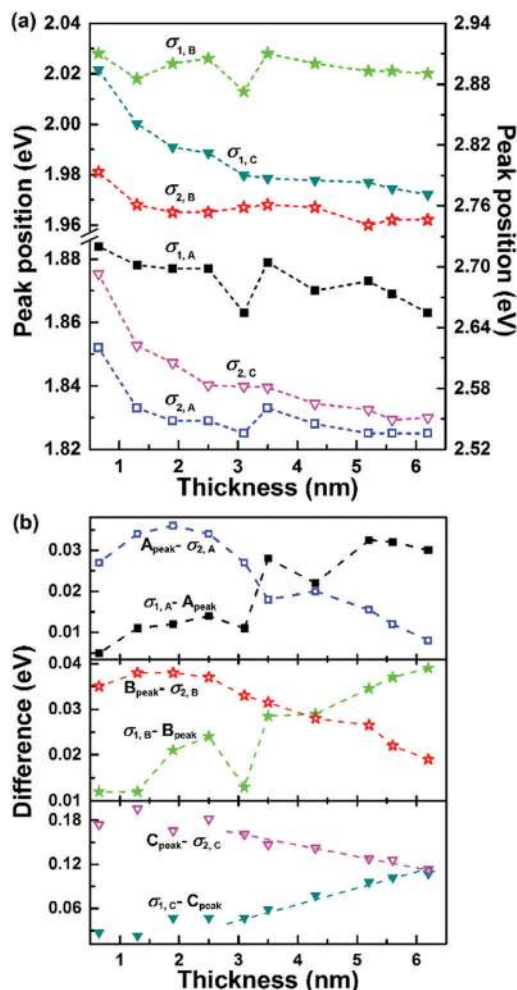 (a)
2.04
2.02
2.00
1.98
1.96
1.88
1.86
1.84
1.82
Peak position (eV)
2.94
2.88
2.82
2.76
2.70
2.64
2.58
2.52
Peak position (eV)
σ1, B
σ1, C
σ2, B
σ1, A
σ2, C
σ2, A
1 2 3 4 5 6
Thickness (nm)
(b)
0.03
0.02
0.01
Apeak- σ2, A
σ1, A- Apeak
0.04
0.03
0.01
Bpeak- σ2, B
σ1, B- Bpeak
0.18
0.12
0.06
Cpeak- σ2, C
σ1, C- Cpeak
Difference (eV)
1 2 3 4 5 6
Thickness (nm)